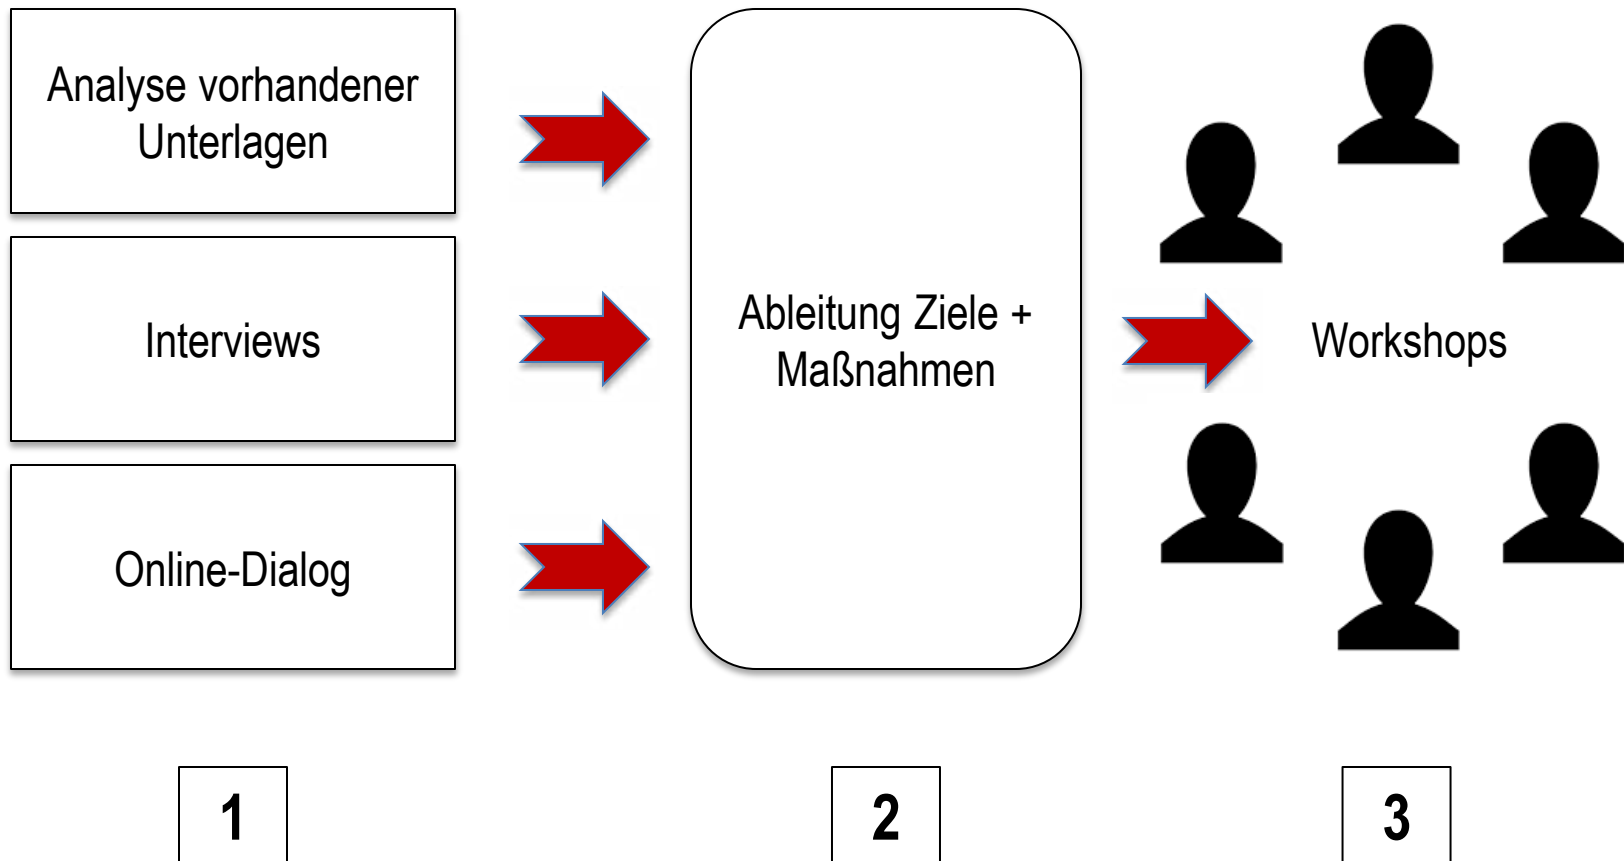 Analyse vorhandener
Unterlagen
Interviews
Online-Dialog
Ableitung Ziele +
Maßnahmen
Workshops
1
2
3